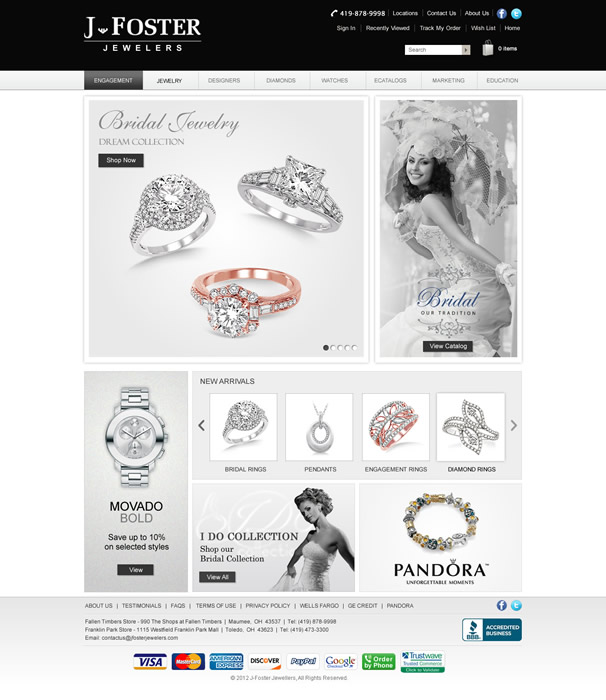 419-878-9998 | Locations | Contact Us | About Us |
J FOSTER
JEWELERS
Sign In | Recently Viewed | Track My Order | Wish List | Home
Search
0 items
ENGAGEMENT JEWELRY DESIGNERS DIAMONDS WATCHES ECATALOGS MARKETING EDUCATION
Bridal Jewelry
DREAM COLLECTION
Shop Now
Bridal
OUR TRADITION
View Catalog
NEW ARRIVALS
BRIDAL RINGS PENDANTS ENGAGEMENT RINGS DIAMOND RINGS
MOVADO
BOLD
Save up to 10%
on selected styles
View
I DO COLLECTION
Shop our
Bridal Collection
View All
PANDORA
UNFORGETTABLE MOMENTS
ABOUT US | TESTIMONIALS | FAQS | TERMS OF USE | PRIVACY POLICY | WELLS FARGO | GE CREDIT | PANDORA
Fallen Timbers Store - 990 The Shops at Fallen Timbers | Maumee, OH 43537 | Tel: (419) 878-9998
Franklin Park Store - 1115 Westfield Franklin Park Mall | Toledo, OH 43623 | Tel: (419) 473-3300
Email: contactus@jfosterjewelers.com
BBB ACCREDITED
BUSINESS
VISA MasterCard AMERICAN EXPRESS DISCOVER PayPal Google Checkout Order by Phone Trustwave Trusted Commerce Click to Validate
© 2012 J-Foster Jewellers, All Rights Reserved.